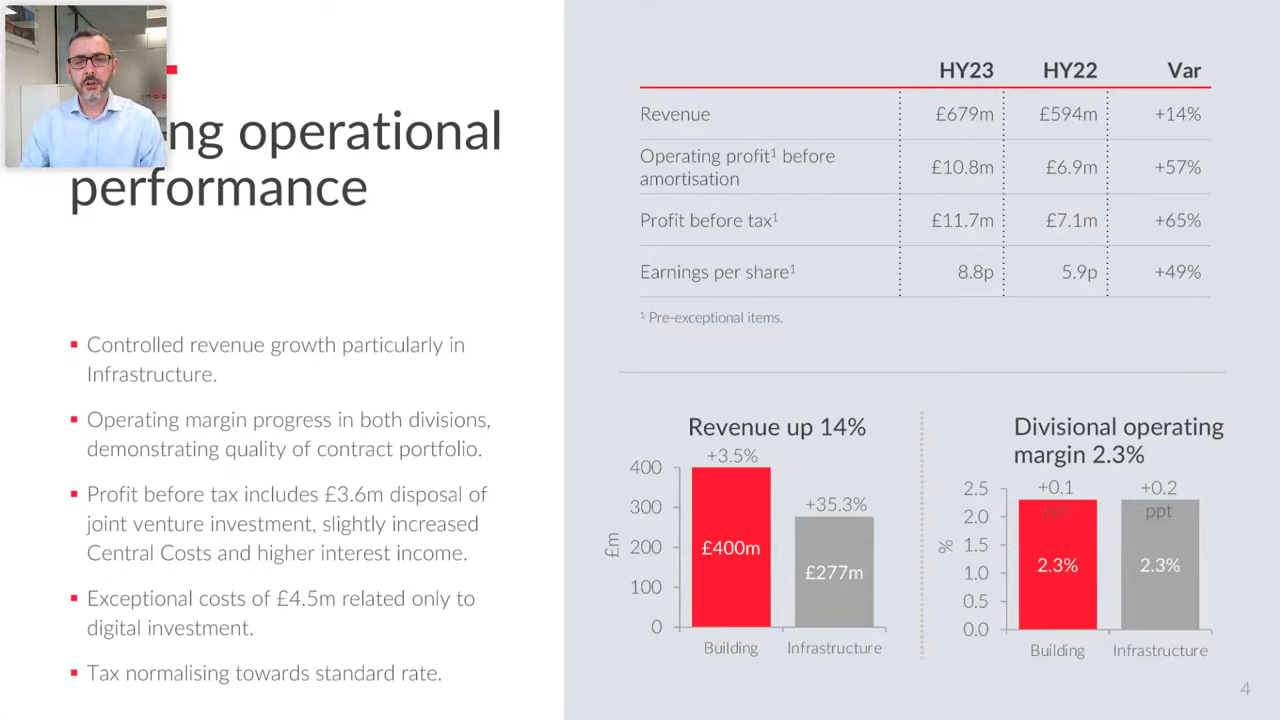 ng operational
performance
Controlled revenue growth particularly in
Infrastructure.
Operating margin progress in both divisions,
demonstrating quality of contract portfolio.
Profit before tax includes £3.6m disposal of
joint venture investment, slightly increased
Central Costs and higher interest income.
Exceptional costs of £4.5m related only to
digital investment.
Tax normalising towards standard rate.
HY23 HY22 Var
Revenue £679m £594m +14%
Operating profit¹ before
amortisation £10.8m £6.9m +57%
Profit before tax¹ £11.7m £7.1m +65%
Earnings per share¹ 8.8p 5.9p +49%
¹ Pre-exceptional items.
Revenue up 14%
+3.5%
+35.3%
400
300
200
100
0
£m
£400m
£277m
Building Infrastructure
Divisional operating
margin 2.3%
+0.1
ppt
+0.2
ppt
2.5
2.0
1.5
1.0
0.5
0.0
%
2.3%
2.3%
Building Infrastructure
4